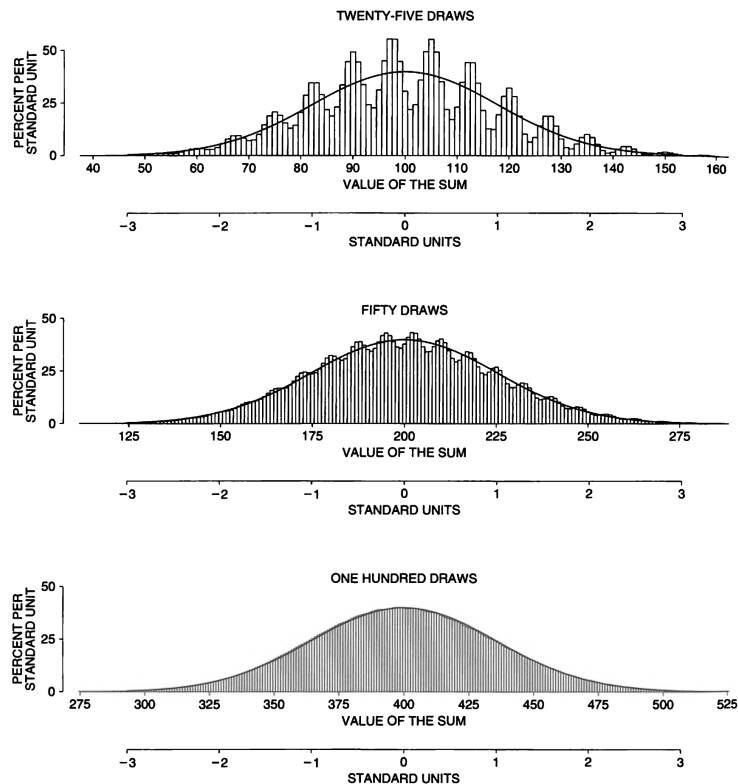 TWENTY-FIVE DRAWS
PERCENT PER
STANDARD UNIT
50
25
0
40 50 60 70 80 90 100 110 120 130 140 150 160
VALUE OF THE SUM
-3 -2 -1 0 1 2 3
STANDARD UNITS
FIFTY DRAWS
PERCENT PER
STANDARD UNIT
50
25
0
125 150 175 200 225 250 275
VALUE OF THE SUM
-3 -2 -1 0 1 2 3
STANDARD UNITS
ONE HUNDRED DRAWS
PERCENT PER
STANDARD UNIT
50
25
0
275 300 325 350 375 400 425 450 475 500 525
VALUE OF THE SUM
-3 -2 -1 0 1 2 3
STANDARD UNITS